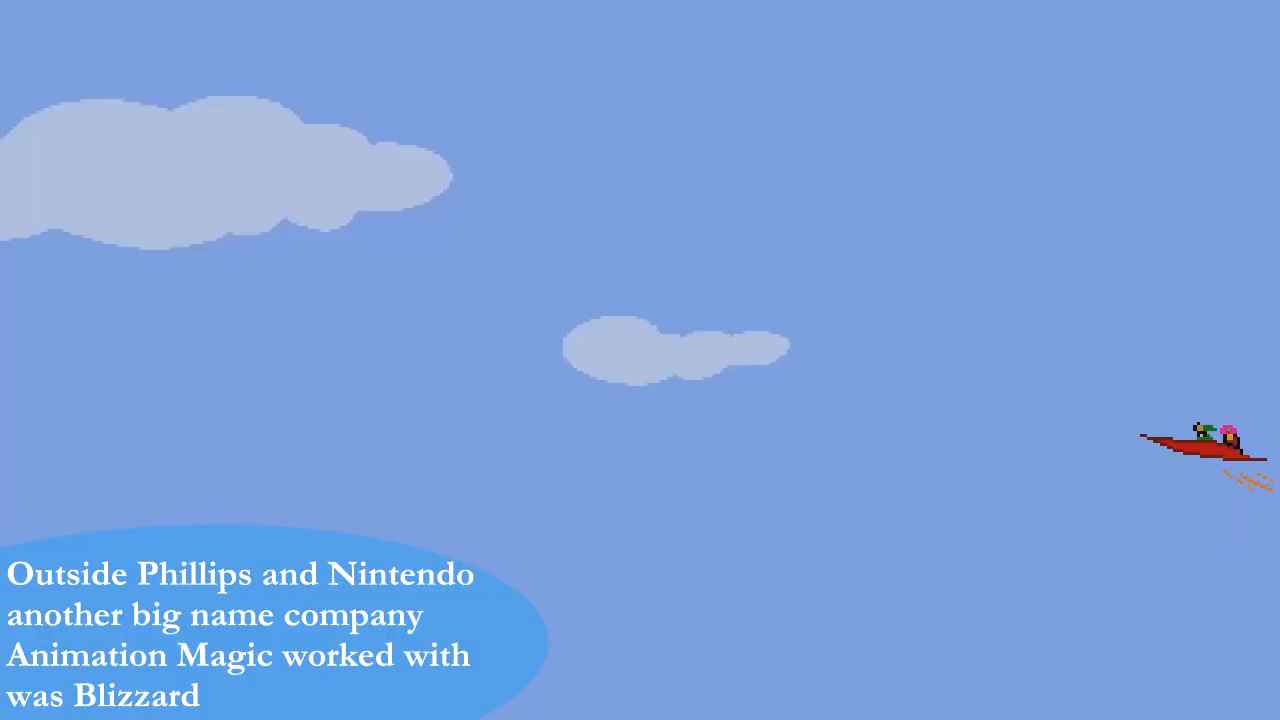 Outside Phillips and Nintendo
another big name company
Animation Magic worked with
was Blizzard